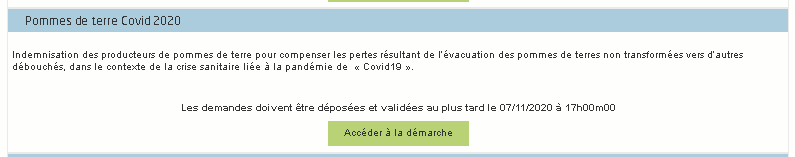 Pommes de terre Covid 2020
Indemnisation des producteurs de pommes de terre pour compenser les pertes résultant de l'évacuation des pommes de terres non transformées vers d'autres
débouchés, dans le contexte de la crise sanitaire liée à la pandémie de « Covid19 ».
Les demandes doivent être déposées et validées au plus tard le 07/11/2020 à 17h00m00
Accéder à la démarche